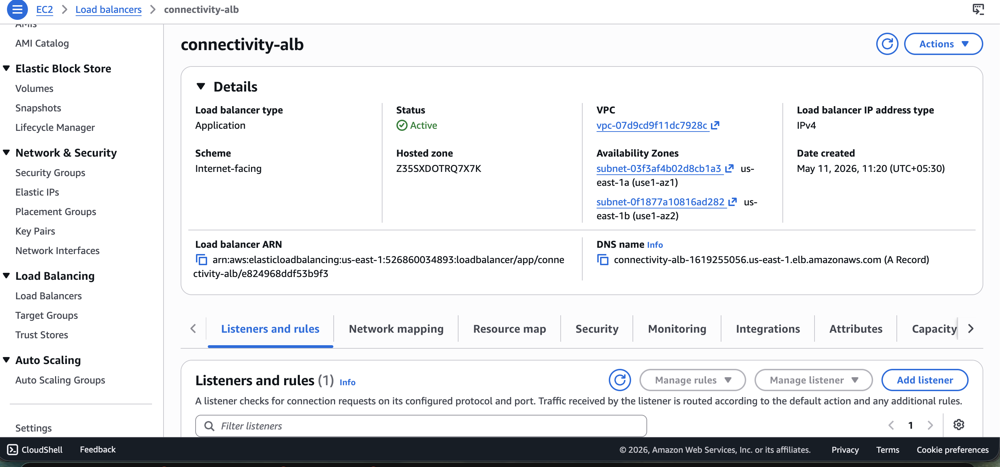 EC2 > Load balancers > connectivity-alb
AMIs
AMI Catalog
Elastic Block Store
Volumes
Snapshots
Lifecycle Manager
Network & Security
Security Groups
Elastic IPs
Placement Groups
Key Pairs
Network Interfaces
Load Balancing
Load Balancers
Target Groups
Trust Stores
Auto Scaling
Auto Scaling Groups
Settings
connectivity-alb
Actions
Details
Load balancer type
Application
Scheme
Internet-facing
Status
Active
Hosted zone
Z35SXDOTRQ7X7K
VPC
vpc-07d9cd9f11dc7928c
Availability Zones
subnet-03f3af4b02d8cb1a3 us-
east-1a (use1-az1)
subnet-0f1877a10816ad282 us-
east-1b (use1-az2)
Load balancer IP address type
IPv4
Date created
May 11, 2026, 11:20 (UTC+05:30)
Load balancer ARN
arn:aws:elasticloadbalancing:us-east-1:526860034893:loadbalancer/app/conne
ctivity-alb/e824968ddf53b9f3
DNS name Info
connectivity-alb-1619255056.us-east-1.elb.amazonaws.com (A Record)
Listeners and rules
Network mapping
Resource map
Security
Monitoring
Integrations
Attributes
Capacity
Listeners and rules (1) Info
Manage rules
Manage listener
Add listener
A listener checks for connection requests on its configured protocol and port. Traffic received by the listener is routed according to the default action and any additional rules.
Filter listeners
1
CloudShell
Feedback
© 2026, Amazon Web Services, Inc. or its affiliates.
Privacy
Terms
Cookie preferences